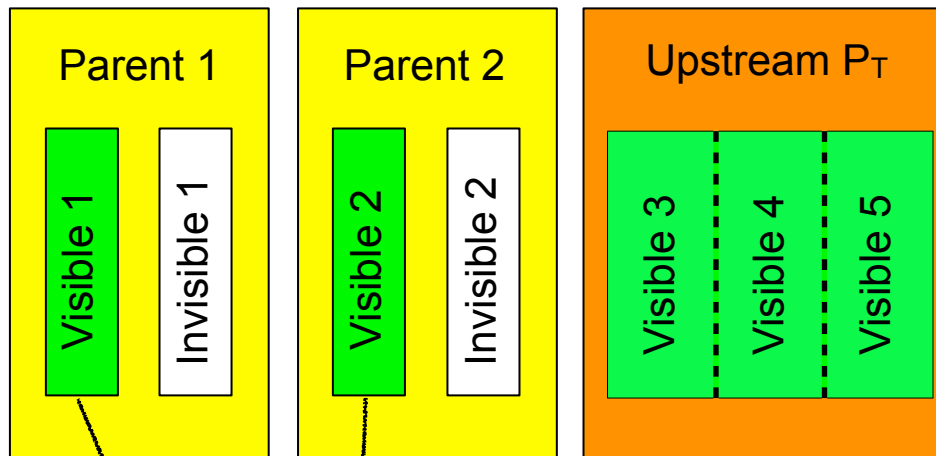 Parent 1
Visible 1
Invisible 1
Parent 2
Visible 2
Invisible 2
Upstream P_T
Visible 3
Visible 4
Visible 5